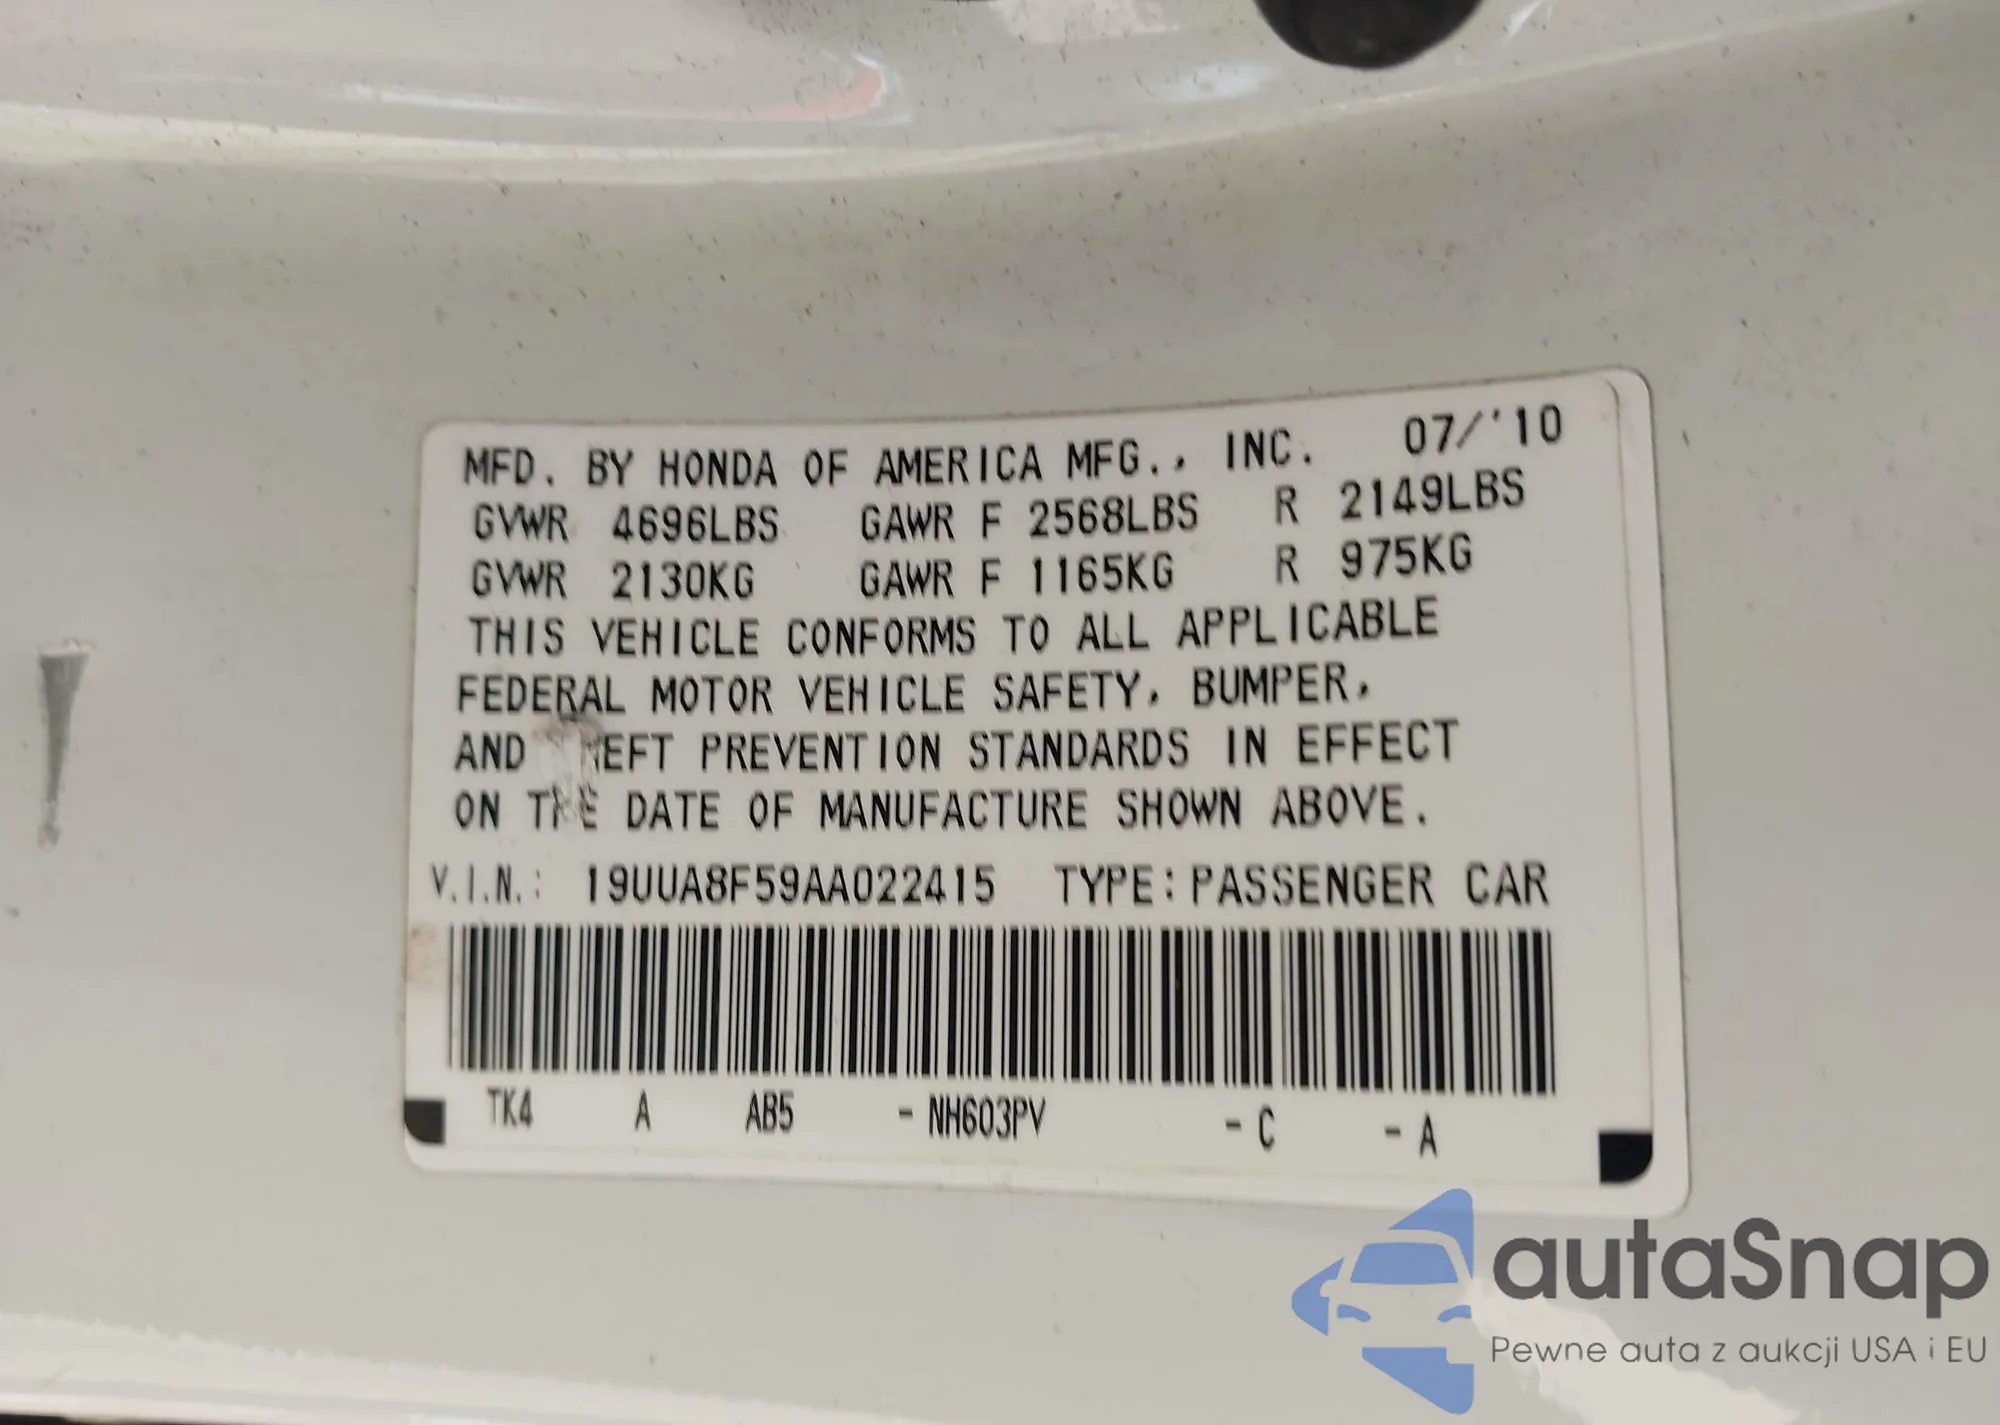 MFD. BY HONDA OF AMERICA MFG., INC. 07/'10
GVWR 4696LBS GAWR F 2568LBS R 2149LBS
GVWR 2130KG GAWR F 1165KG R 975KG
THIS VEHICLE CONFORMS TO ALL APPLICABLE
FEDERAL MOTOR VEHICLE SAFETY, BUMPER,
AND THEFT PREVENTION STANDARDS IN EFFECT
ON THE DATE OF MANUFACTURE SHOWN ABOVE.
V.I.N.: 19UUA8F59AA022415 TYPE: PASSENGER CAR
TK4 A AB5 - NH603PV - C - A
autaSnap
Pewne auta z aukcji USA i EU